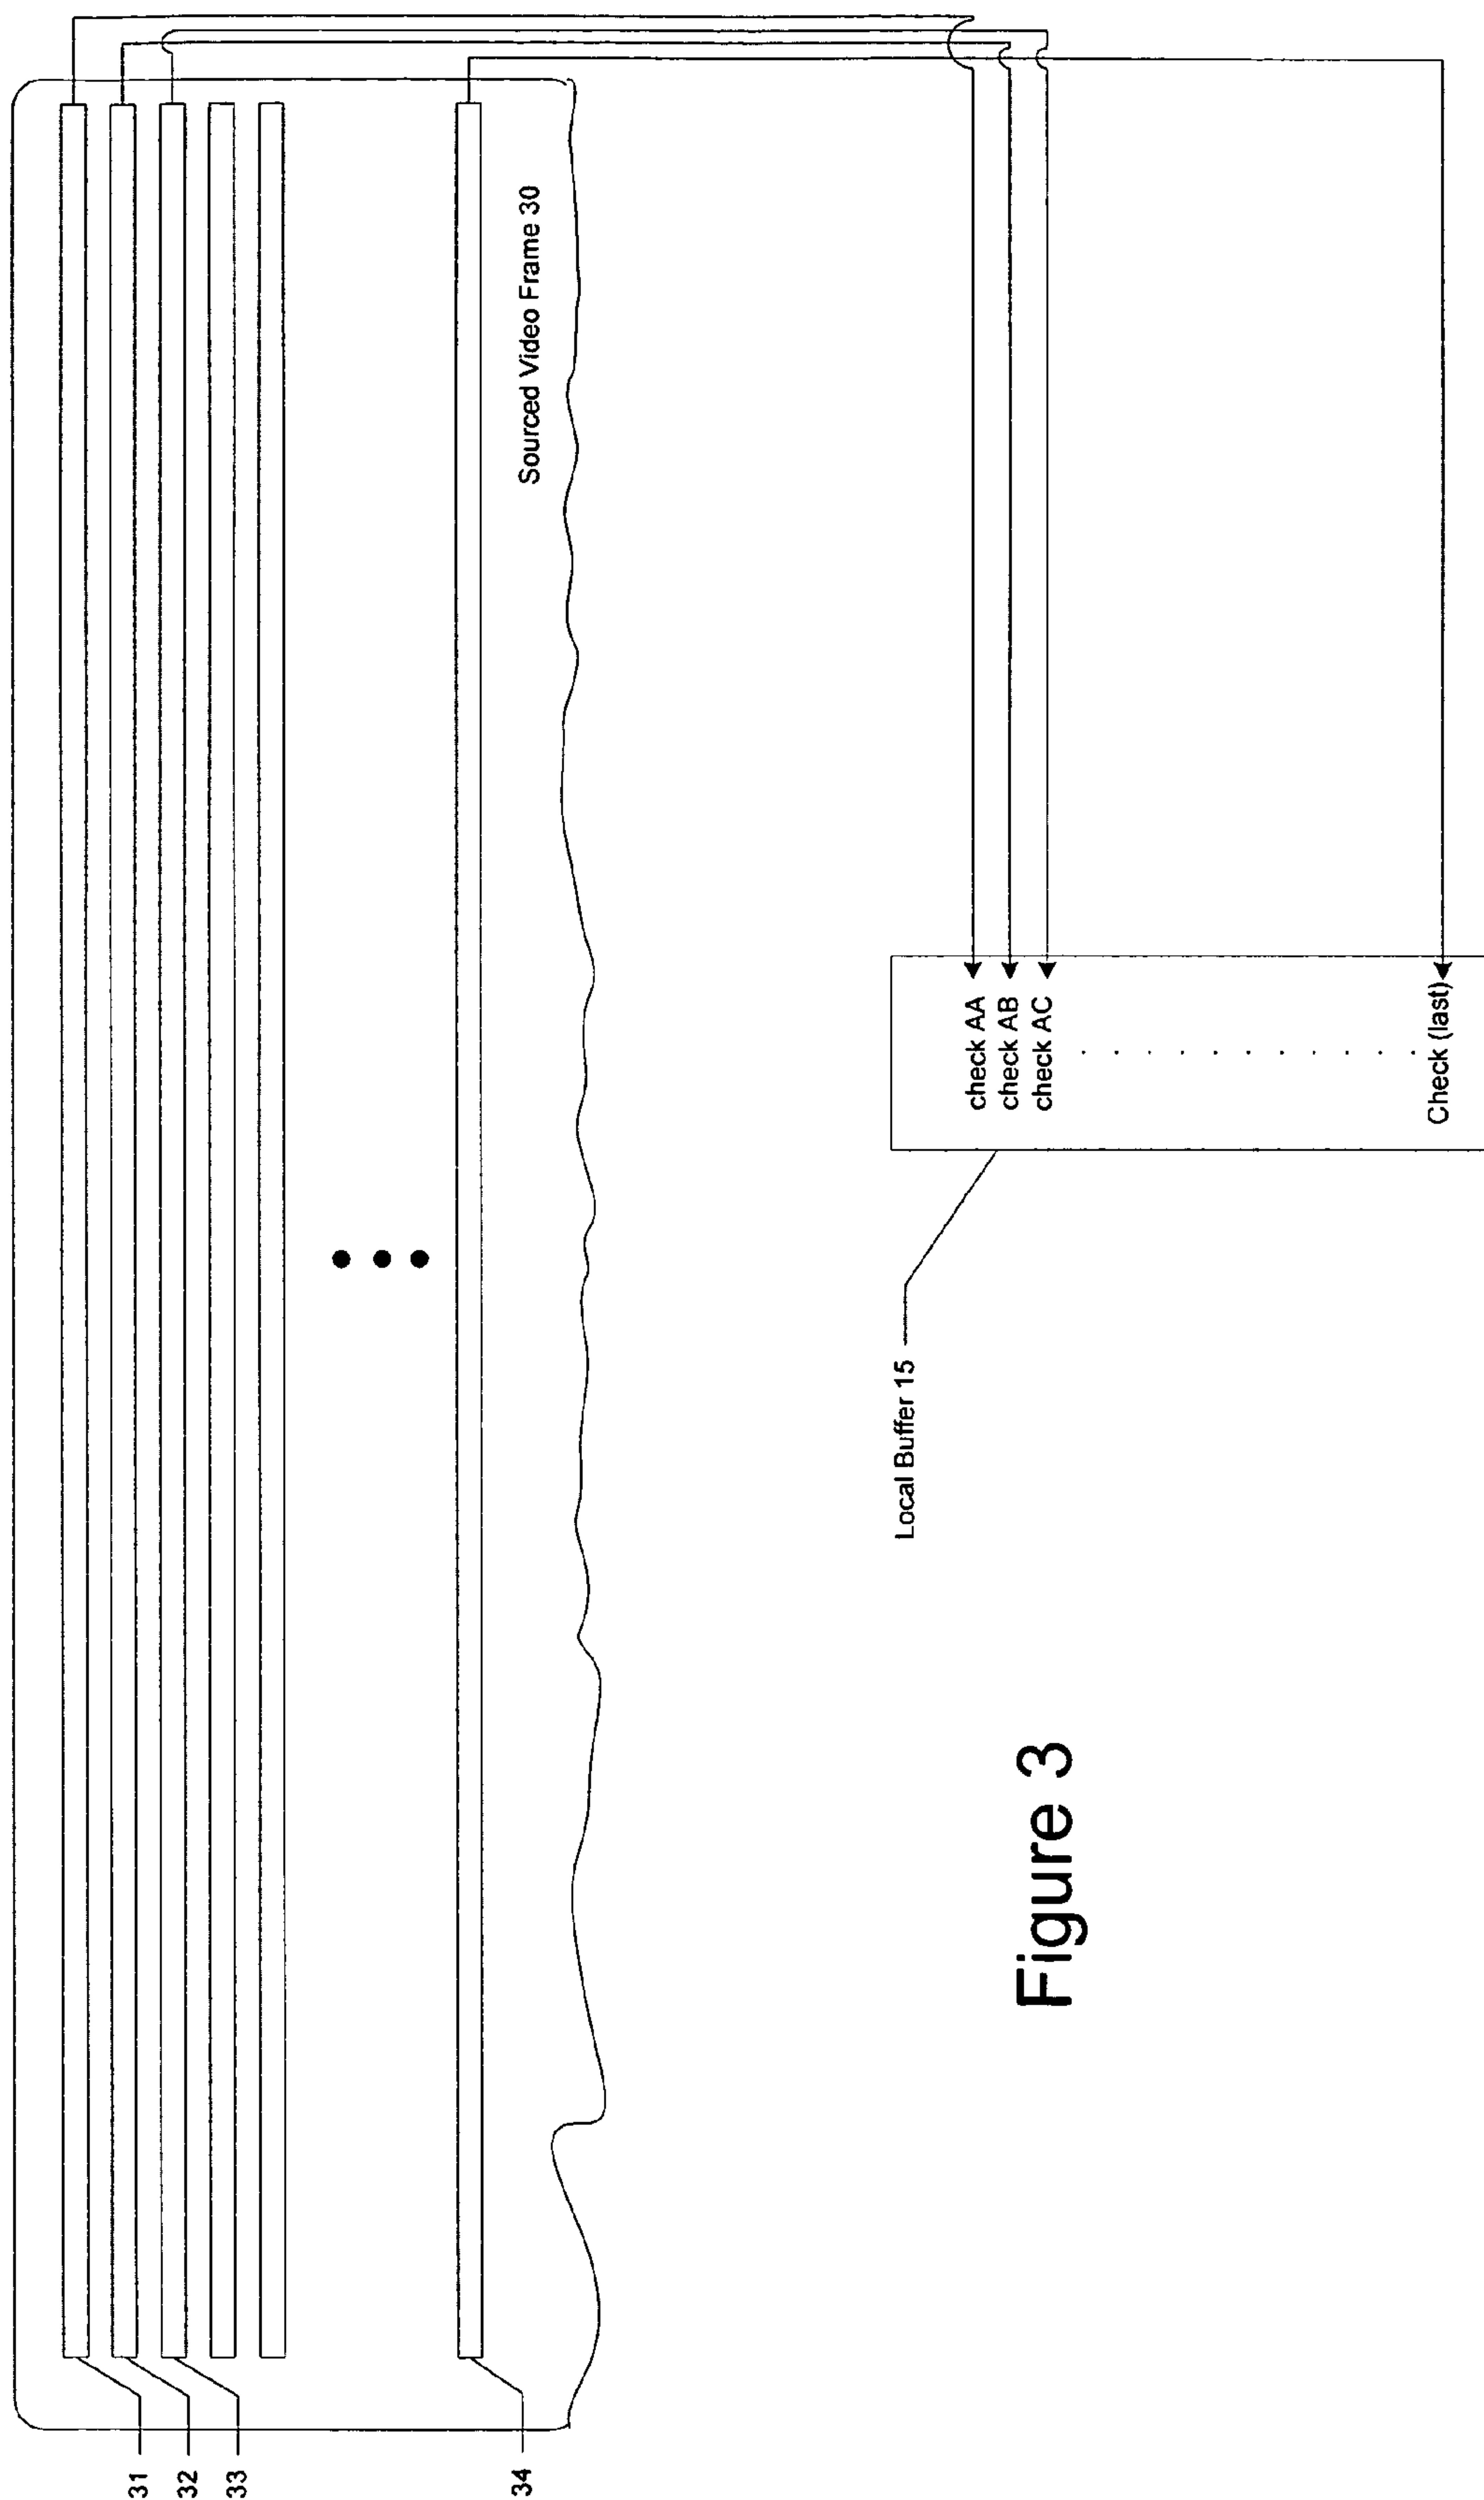 31
32
33
34
Sourced Video Frame 30
Local Buffer 15
check AA
check AB
check AC
. . . . . . . . . . .
Check (last)
Figure 3